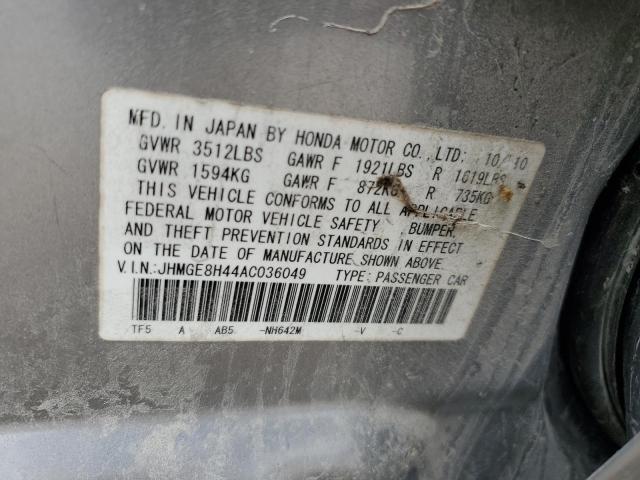 MFD. IN JAPAN BY HONDA MOTOR CO., LTD: 10/10
GVWR 3512LBS GAWR F 1921LBS R 1619LBS
GVWR 1594KG GAWR F 872KG R 735KG
THIS VEHICLE CONFORMS TO ALL APPLICABLE
FEDERAL MOTOR VEHICLE SAFETY, BUMPER,
AND THEFT PREVENTION STANDARDS IN EFFECT
ON THE DATE OF MANUFACTURE SHOWN ABOVE.
V.I.N.: JHMGE8H44AC036049 TYPE: PASSENGER CAR
TF5 A AB5 -NH642M -V -C